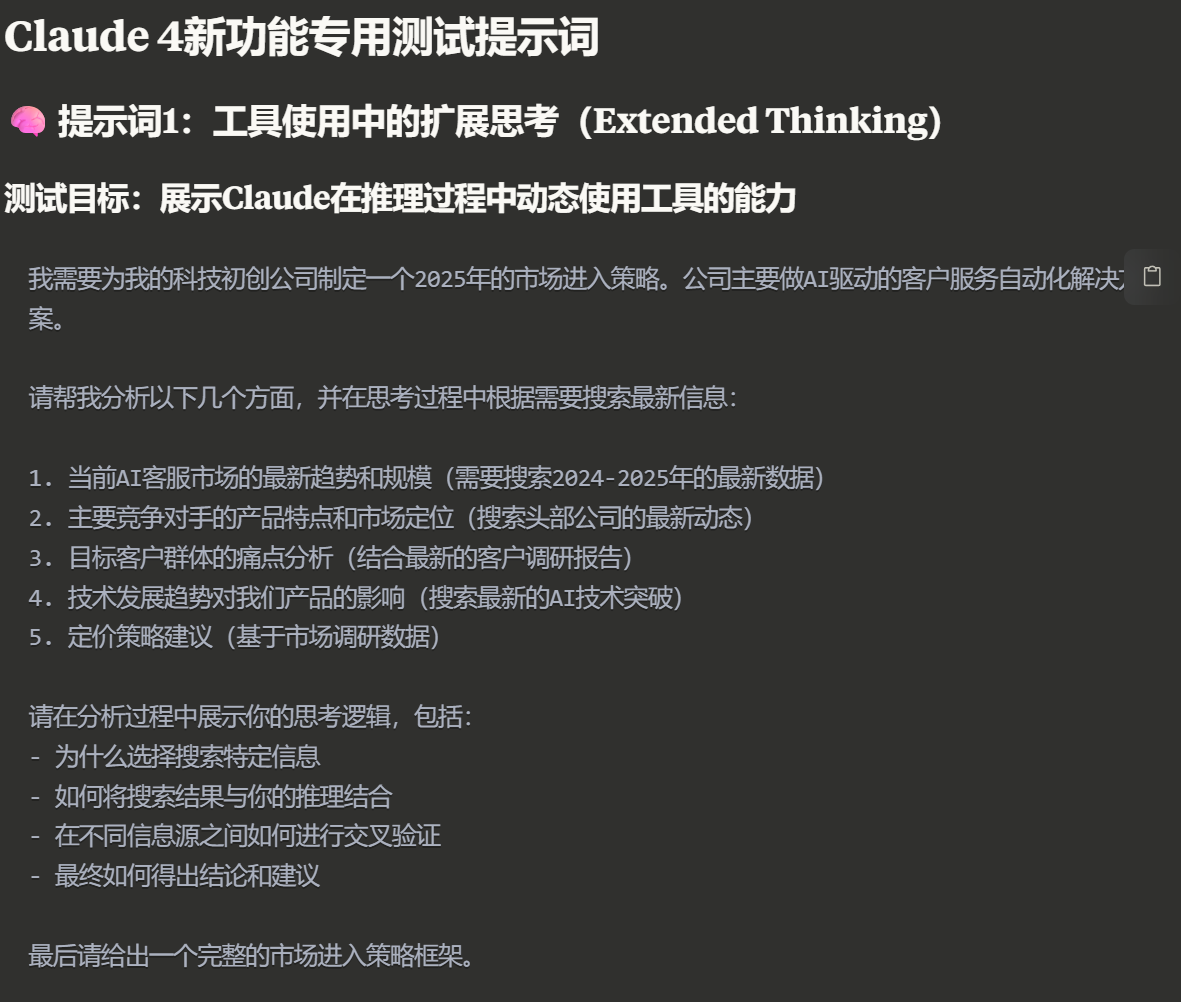 Claude 4新功能专用测试提示词
🧠 提示词1：工具使用中的扩展思考（Extended Thinking）
测试目标：展示Claude在推理过程中动态使用工具的能力
我需要为我的科技初创公司制定一个2025年的市场进入策略。公司主要做AI驱动的客户服务自动化解决方
案。
请帮我分析以下几个方面，并在思考过程中根据需要搜索最新信息：
1. 当前AI客服市场的最新趋势和规模（需要搜索2024-2025年的最新数据）
2. 主要竞争对手的产品特点和市场定位（搜索头部公司的最新动态）
3. 目标客户群体的痛点分析（结合最新的客户调研报告）
4. 技术发展趋势对我们产品的影响（搜索最新的AI技术突破）
5. 定价策略建议（基于市场调研数据）
请在分析过程中展示你的思考逻辑，包括：
- 为什么选择搜索特定信息
- 如何将搜索结果与你的推理结合
- 在不同信息源之间如何进行交叉验证
- 最终如何得出结论和建议
最后请给出一个完整的市场进入策略框架。